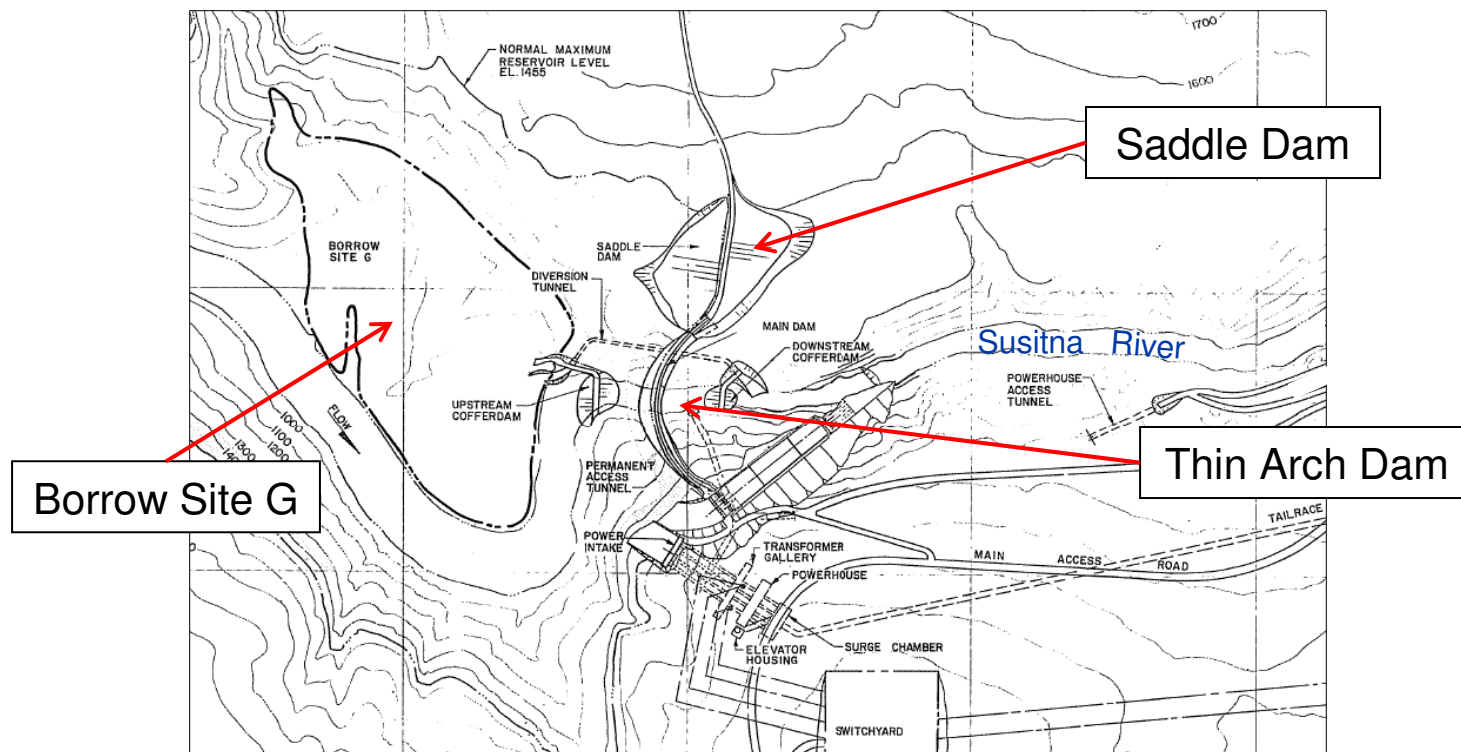 1700
NORMAL MAXIMUM
RESERVOIR LEVEL
EL. 1455
1600
Saddle Dam
BORROW
SITE G
SADDLE
DAM
DIVERSION
TUNNEL
MAIN DAM
DOWNSTREAM
COFFERDAM
Susitna River
POWERHOUSE
ACCESS
TUNNEL
UPSTREAM
COFFERDAM
FLOW
1000
1100
1200
1300
Thin Arch Dam
PERMANENT
ACCESS
TUNNEL
Borrow Site G
TAILRACE
POWER
INTAKE
TRANSFORMER
GALLERY
MAIN ACCESS ROAD
POWERHOUSE
ELEVATOR
HOUSING
SURGE CHAMBER
SWITCHYARD